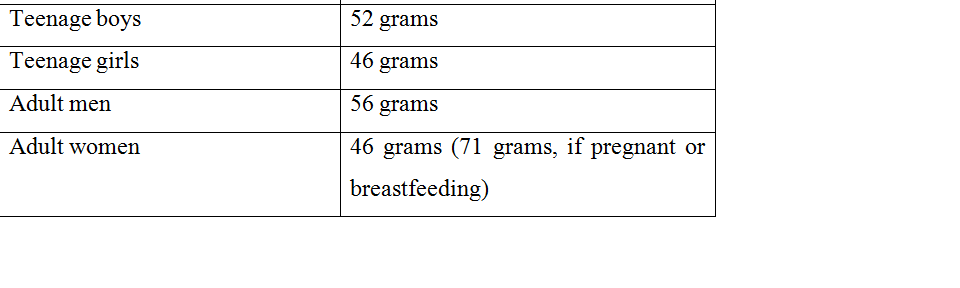 Teenage boys 52 grams
Teenage girls 46 grams
Adult men 56 grams
Adult women 46 grams (71 grams, if pregnant or
breastfeeding)